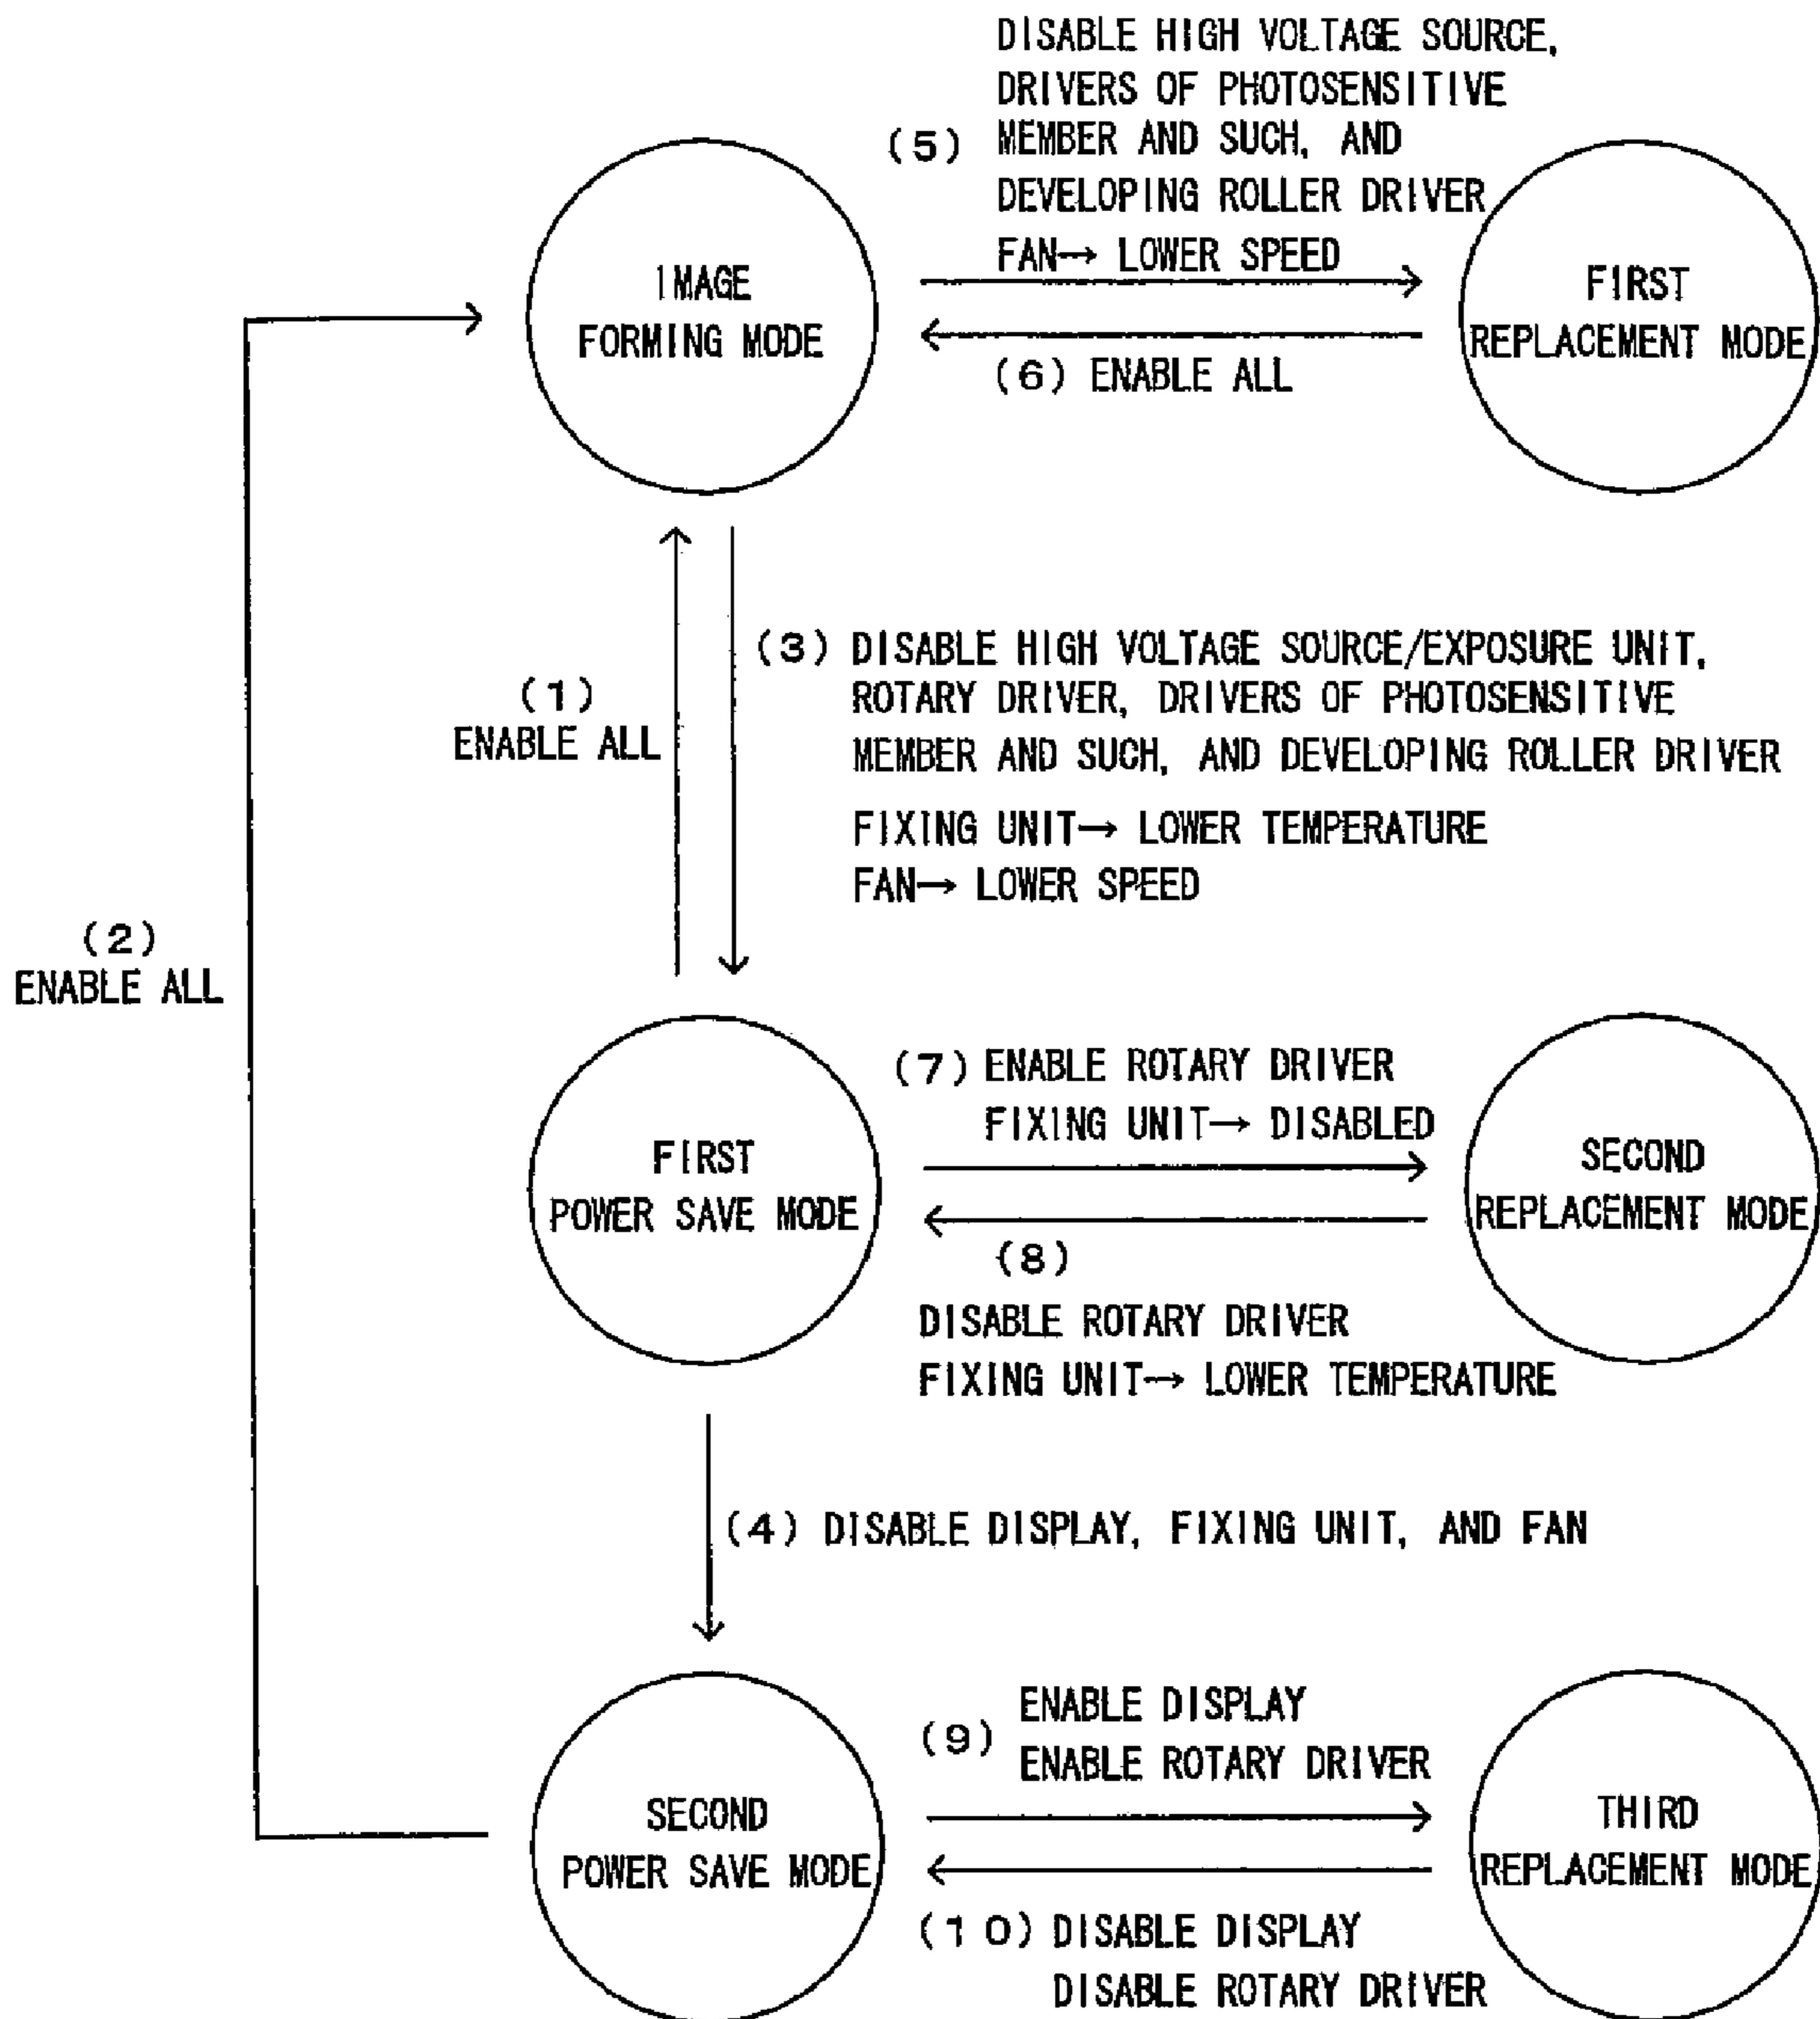 DISABLE HIGH VOLTAGE SOURCE,
DRIVERS OF PHOTOSENSITIVE
(5) MEMBER AND SUCH, AND
DEVELOPING ROLLER DRIVER
FAN→ LOWER SPEED
IMAGE
FORMING MODE
FIRST
REPLACEMENT MODE
(6) ENABLE ALL
(1)
ENABLE ALL
(3) DISABLE HIGH VOLTAGE SOURCE/EXPOSURE UNIT,
ROTARY DRIVER, DRIVERS OF PHOTOSENSITIVE
MEMBER AND SUCH, AND DEVELOPING ROLLER DRIVER
FIXING UNIT→ LOWER TEMPERATURE
FAN→ LOWER SPEED
(2)
ENABLE ALL
FIRST
POWER SAVE MODE
(7) ENABLE ROTARY DRIVER
FIXING UNIT→ DISABLED
SECOND
REPLACEMENT MODE
(8)
DISABLE ROTARY DRIVER
FIXING UNIT→ LOWER TEMPERATURE
(4) DISABLE DISPLAY, FIXING UNIT, AND FAN
SECOND
POWER SAVE MODE
(9) ENABLE DISPLAY
ENABLE ROTARY DRIVER
THIRD
REPLACEMENT MODE
(10) DISABLE DISPLAY
DISABLE ROTARY DRIVER